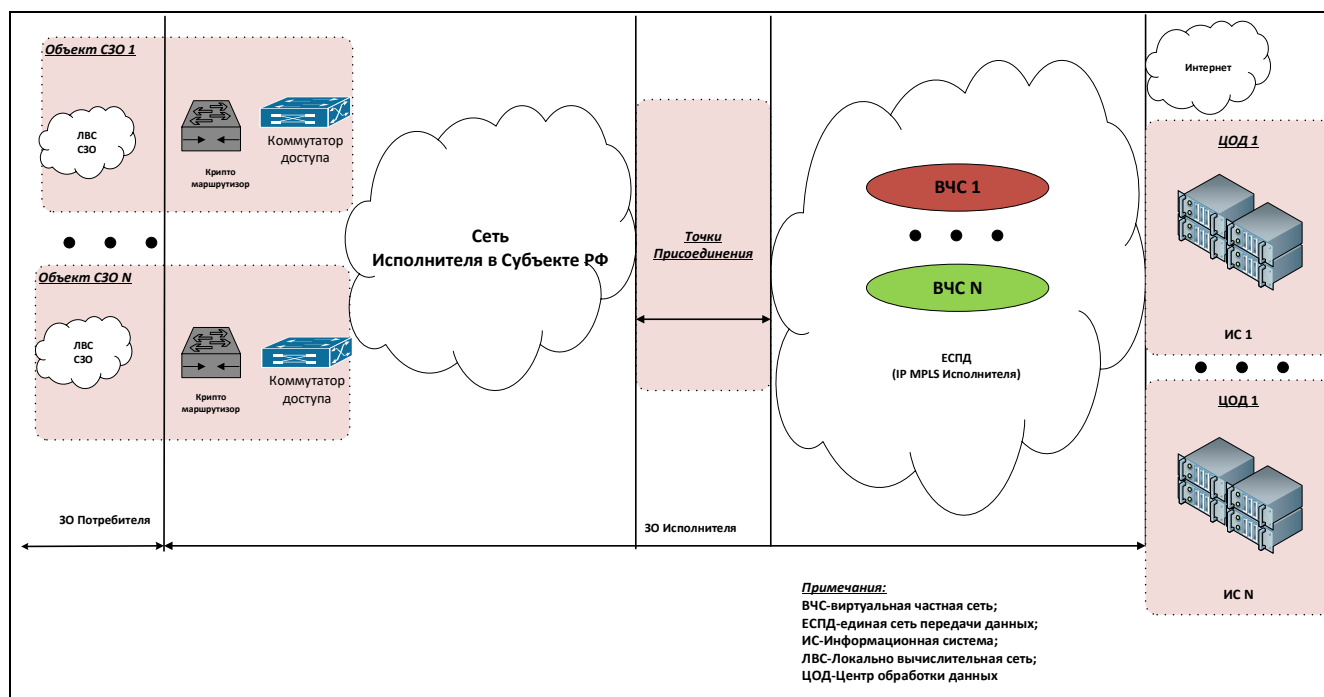 Объект СЗО 1
ЛВС
СЗО
Крипто
маршрутизор
Коммутатор
доступа
Объект СЗО N
ЛВС
СЗО
Крипто
маршрутизор
Коммутатор
доступа
Сеть
Исполнителя в Субъекте РФ
Точки
Присоединения
ВЧС 1
ВЧС N
ЕСПД
(IP MPLS Исполнителя)
Интернет
ЦОД 1
ИС 1
ЦОД 1
ИС N
ЗО Потребителя
ЗО Исполнителя
Примечания:
ВЧС-виртуальная частная сеть;
ЕСПД-единая сеть передачи данных;
ИС-Информационная система;
ЛВС-Локально вычислительная сеть;
ЦОД-Центр обработки данных